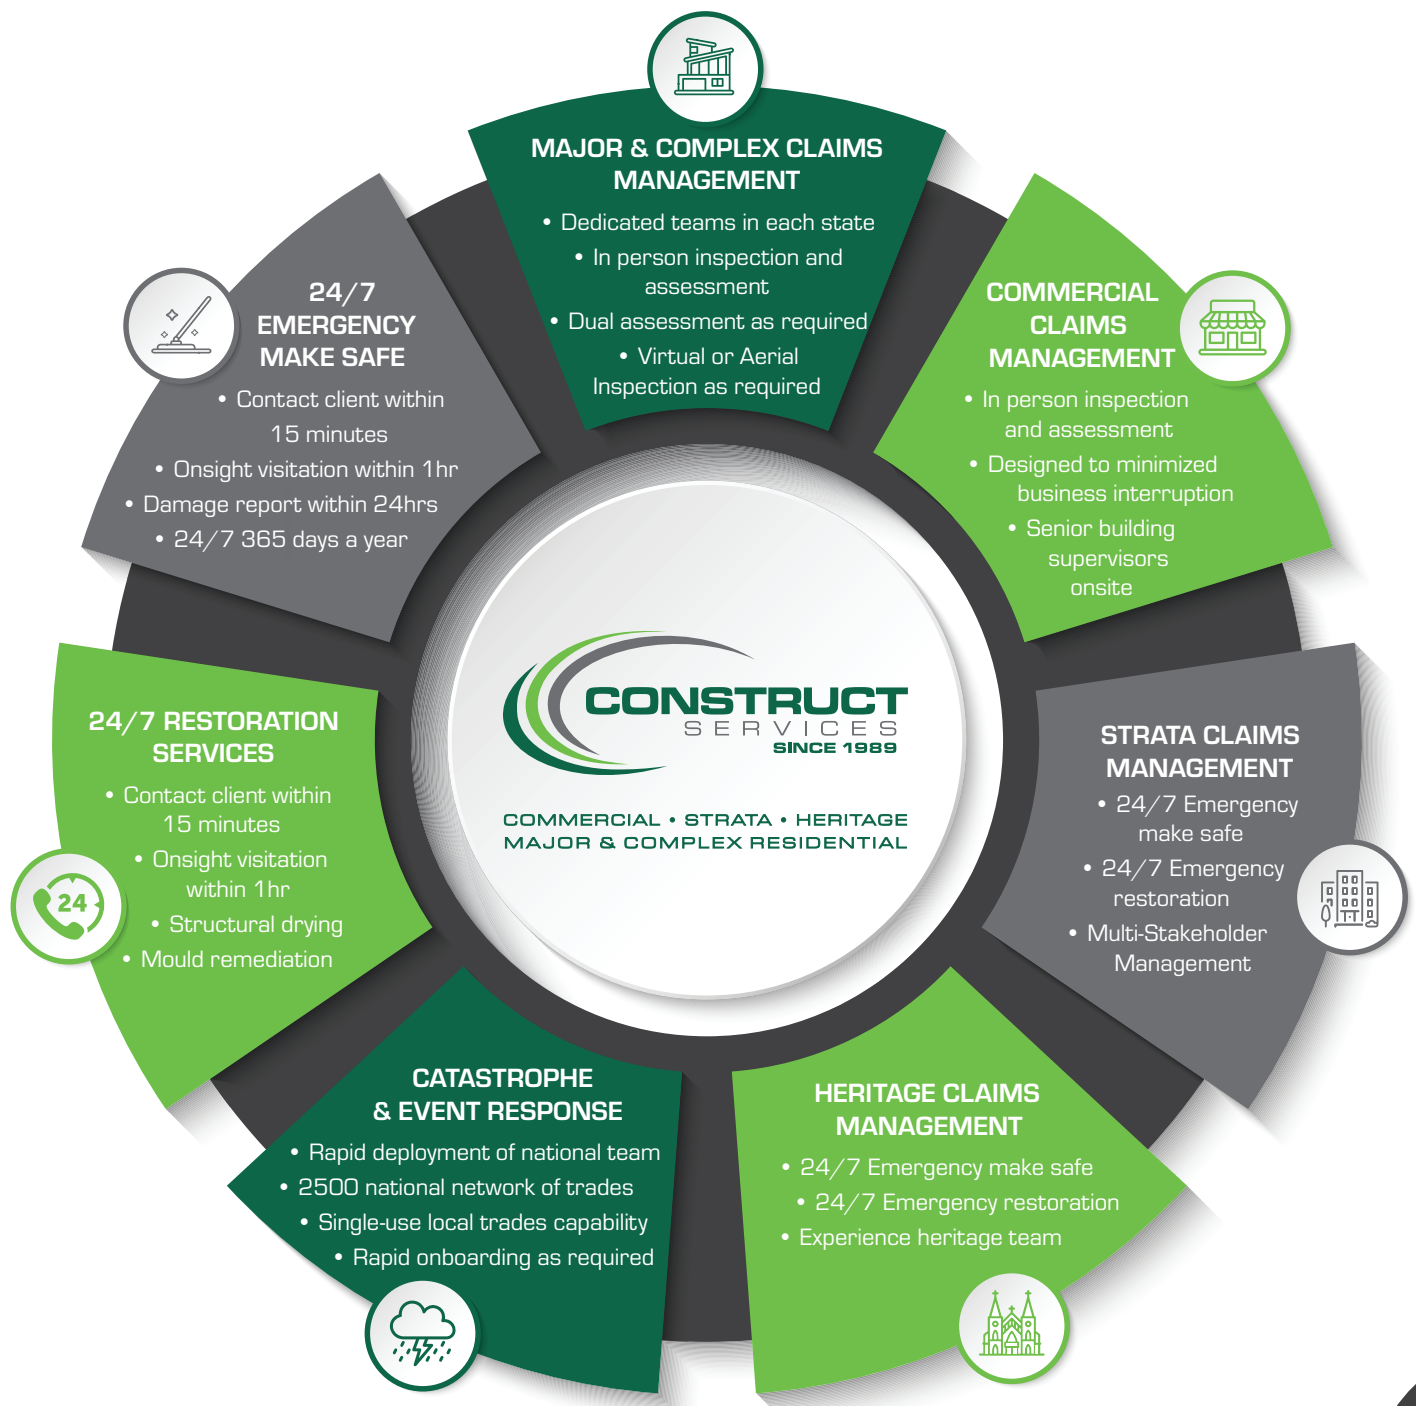 MAJOR & COMPLEX CLAIMS
MANAGEMENT
• Dedicated teams in each state
• In person inspection and
assessment
• Dual assessment as required
• Virtual or Aerial
Inspection as required
COMMERCIAL
CLAIMS
MANAGEMENT
• In person inspection
and assessment
• Designed to minimized
business interruption
• Senior building
supervisors
onsite
STRATA CLAIMS
MANAGEMENT
• 24/7 Emergency
make safe
• 24/7 Emergency
restoration
• Multi-Stakeholder
Management
HERITAGE CLAIMS
MANAGEMENT
• 24/7 Emergency make safe
• 24/7 Emergency restoration
• Experience heritage team
CATASTROPHE
& EVENT RESPONSE
• Rapid deployment of national team
• 2500 national network of trades
• Single-use local trades capability
• Rapid onboarding as required
24/7 RESTORATION
SERVICES
• Contact client within
15 minutes
• Onsight visitation
within 1hr
• Structural drying
• Mould remediation
24
24/7
EMERGENCY
MAKE SAFE
• Contact client within
15 minutes
• Onsight visitation within 1hr
• Damage report within 24hrs
• 24/7 365 days a year
CONSTRUCT
SERVICES
SINCE 1989
COMMERCIAL • STRATA • HERITAGE
MAJOR & COMPLEX RESIDENTIAL